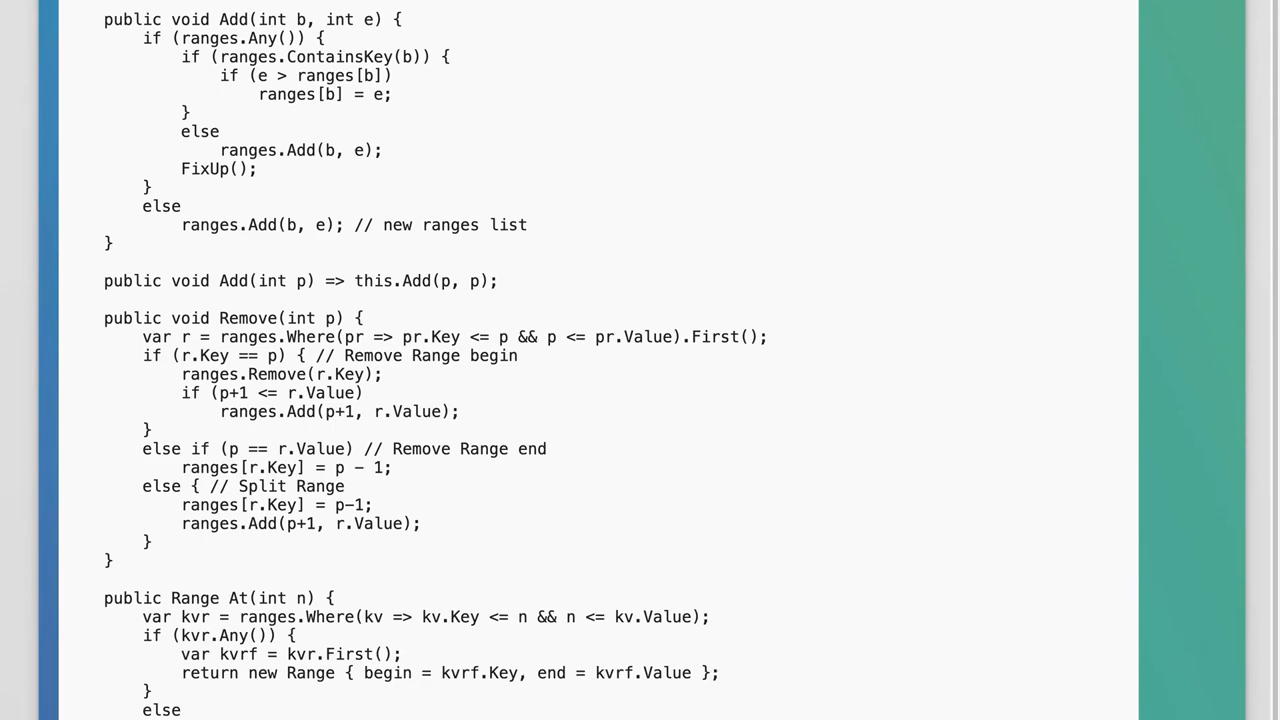 public void Add(int b, int e) {
    if (ranges.Any()) {
        if (ranges.ContainsKey(b)) {
            if (e > ranges[b])
                ranges[b] = e;
        }
        else
            ranges.Add(b, e);
        FixUp();
    }
    else
        ranges.Add(b, e); // new ranges list
}
public void Add(int p) => this.Add(p, p);
public void Remove(int p) {
    var r = ranges.Where(pr => pr.Key <= p && p <= pr.Value).First();
    if (r.Key == p) { // Remove Range begin
        ranges.Remove(r.Key);
        if (p+1 <= r.Value)
            ranges.Add(p+1, r.Value);
    }
    else if (p == r.Value) // Remove Range end
        ranges[r.Key] = p - 1;
    else { // Split Range
        ranges[r.Key] = p-1;
        ranges.Add(p+1, r.Value);
    }
}
public Range At(int n) {
    var kvr = ranges.Where(kv => kv.Key <= n && n <= kv.Value);
    if (kvr.Any()) {
        var kvrf = kvr.First();
        return new Range { begin = kvrf.Key, end = kvrf.Value };
    }
    else